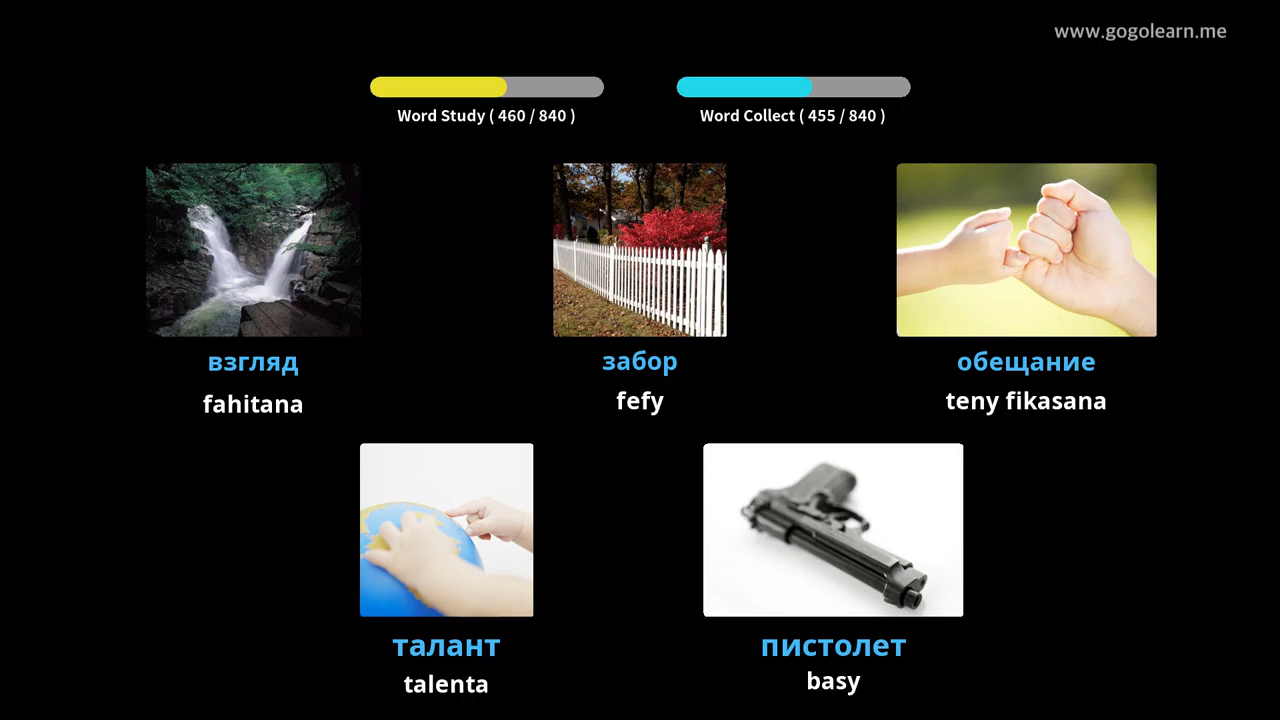 www.gogolearn.me
Word Study ( 460 / 840 )
Word Collect ( 455 / 840 )
взгляд
забор
обещание
fahitana
fefy
teny fikasana
талант
пистолет
talenta
basy